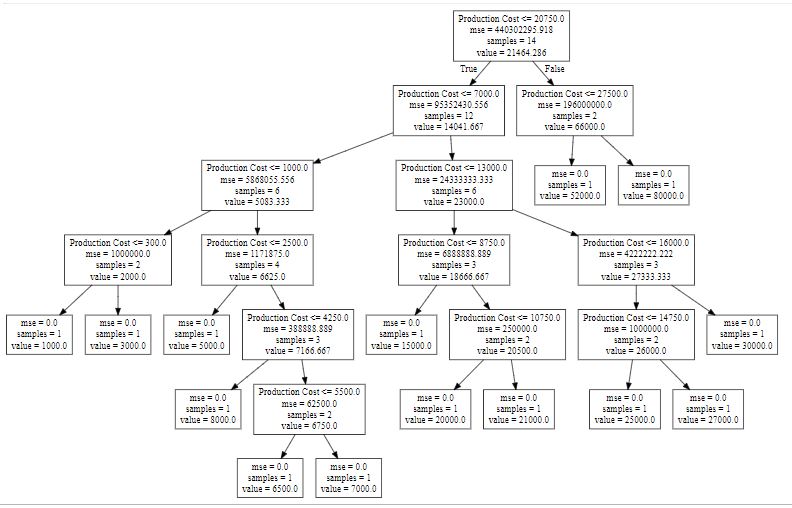 Production Cost <= 20750.0
mse = 440302295.918
samples = 14
value = 21464.286
True
False
Production Cost <= 7000.0
mse = 95352430.556
samples = 12
value = 14041.667
Production Cost <= 27500.0
mse = 196000000.0
samples = 2
value = 66000.0
Production Cost <= 1000.0
mse = 5868055.556
samples = 6
value = 5083.333
Production Cost <= 13000.0
mse = 24333333.333
samples = 6
value = 23000.0
mse = 0.0
samples = 1
value = 52000.0
mse = 0.0
samples = 1
value = 80000.0
Production Cost <= 300.0
mse = 1000000.0
samples = 2
value = 2000.0
Production Cost <= 2500.0
mse = 1171875.0
samples = 4
value = 6625.0
Production Cost <= 8750.0
mse = 6888888.889
samples = 3
value = 18666.667
Production Cost <= 16000.0
mse = 4222222.222
samples = 3
value = 27333.333
mse = 0.0
samples = 1
value = 1000.0
mse = 0.0
samples = 1
value = 3000.0
mse = 0.0
samples = 1
value = 5000.0
Production Cost <= 4250.0
mse = 388888.889
samples = 3
value = 7166.667
mse = 0.0
samples = 1
value = 15000.0
Production Cost <= 10750.0
mse = 250000.0
samples = 2
value = 20500.0
Production Cost <= 14750.0
mse = 1000000.0
samples = 2
value = 26000.0
mse = 0.0
samples = 1
value = 30000.0
mse = 0.0
samples = 1
value = 8000.0
Production Cost <= 5500.0
mse = 62500.0
samples = 2
value = 6750.0
mse = 0.0
samples = 1
value = 20000.0
mse = 0.0
samples = 1
value = 21000.0
mse = 0.0
samples = 1
value = 25000.0
mse = 0.0
samples = 1
value = 27000.0
mse = 0.0
samples = 1
value = 6500.0
mse = 0.0
samples = 1
value = 7000.0